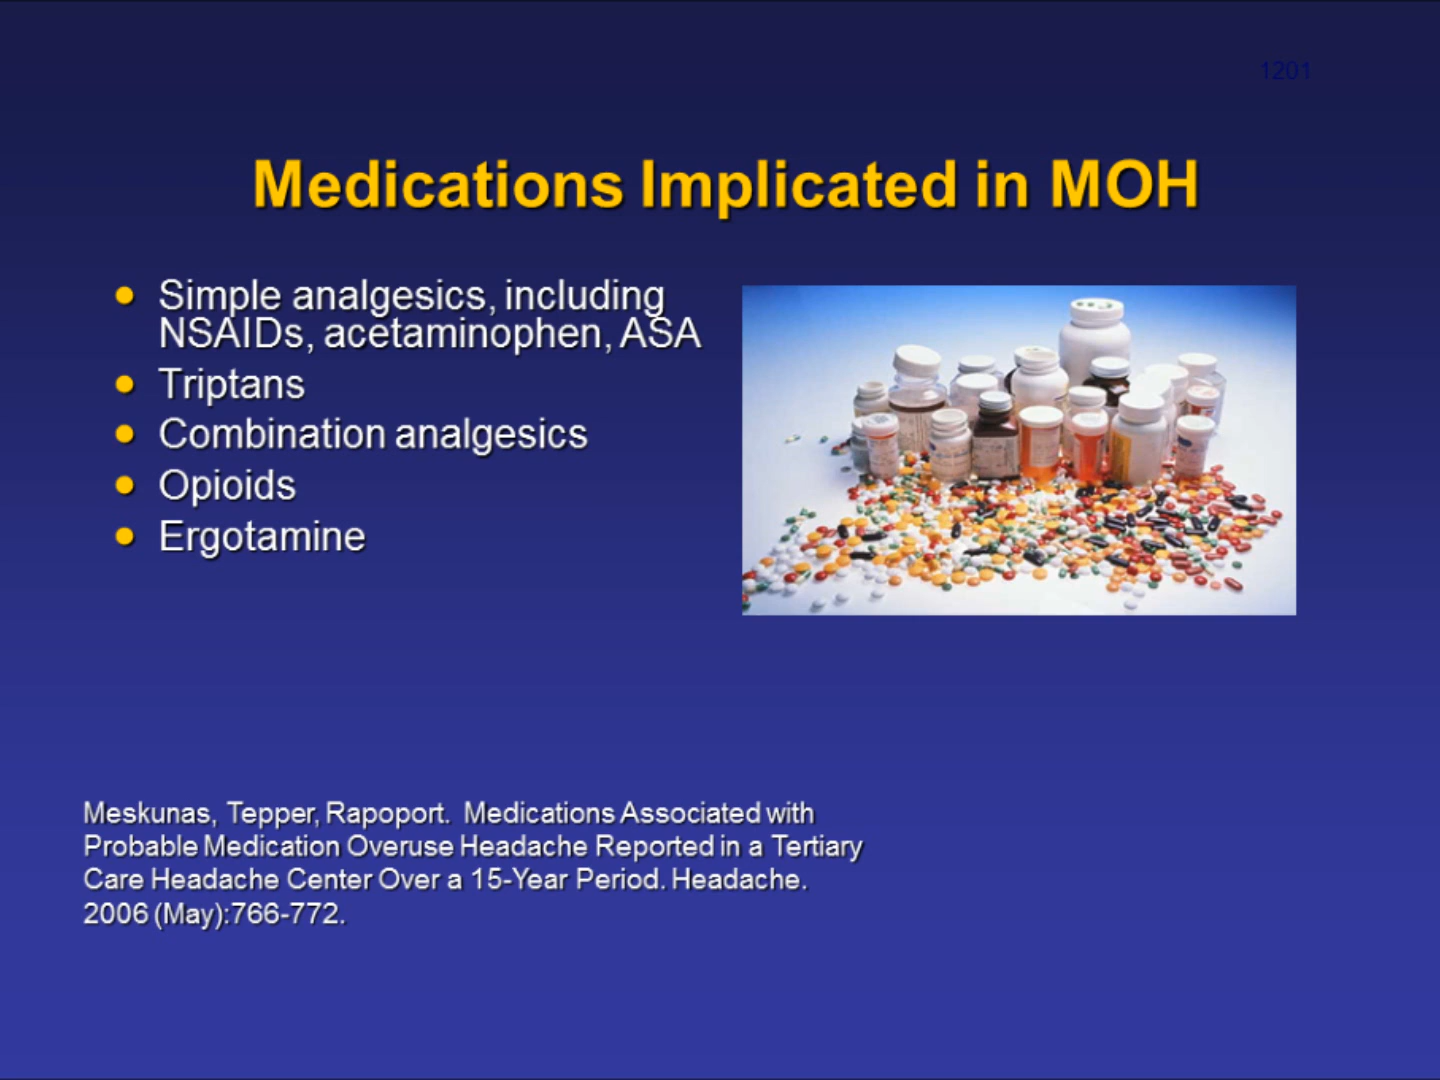 1201
Medications Implicated in MOH
Simple analgesics, including
NSAIDs, acetaminophen, ASA
Triptans
Combination analgesics
Opioids
Ergotamine
Meskunas, Tepper, Rapoport. Medications Associated with
Probable Medication Overuse Headache Reported in a Tertiary
Care Headache Center Over a 15-Year Period. Headache.
2006 (May):766-772.